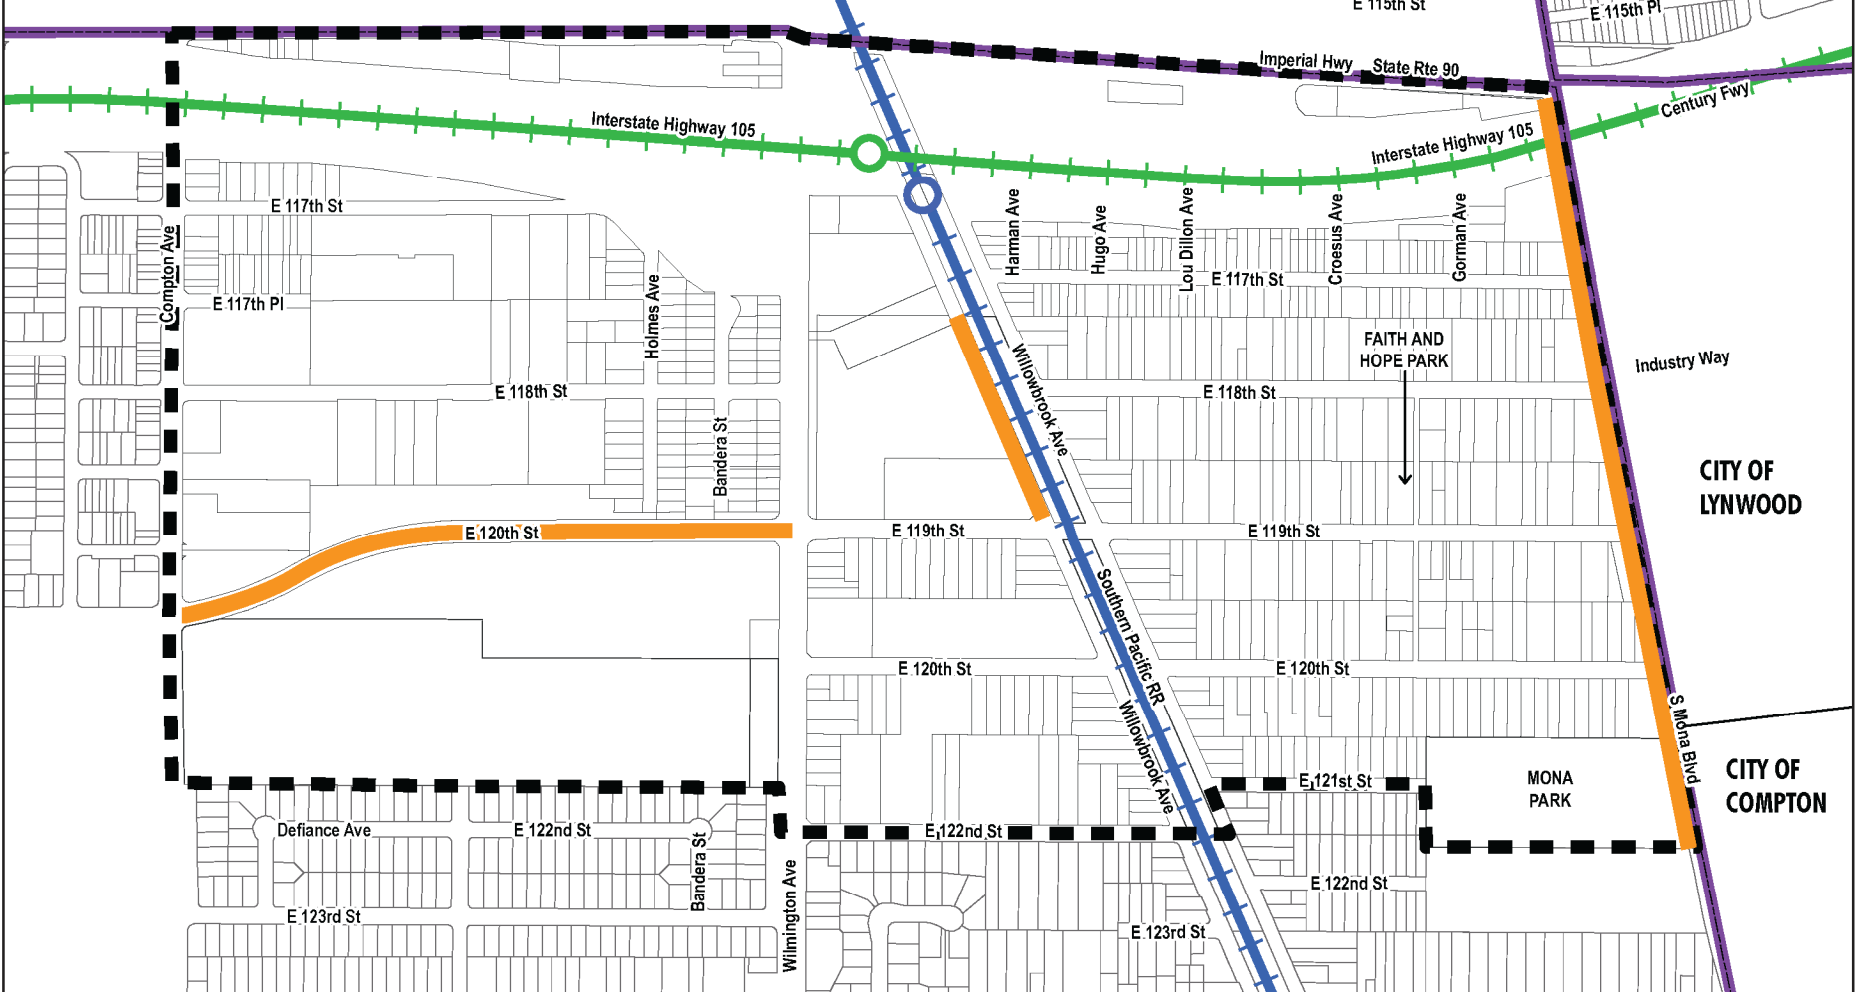 E 115th St
E 115th Pl
Imperial Hwy
State Rte 90
Century Fwy
Interstate Highway 105
Interstate Highway 105
E 117th St
Compton Ave
E 117th Pl
Holmes Ave
Harman Ave
Hugo Ave
Lou Dillon Ave
Croesus Ave
Gorman Ave
E 117th St
FAITH AND
HOPE PARK
Industry Way
Willowbrook Ave
E 118th St
E 118th St
Bandera St
CITY OF
LYNWOOD
E 120th St
E 119th St
E 119th St
Southern Pacific RR
E 120th St
E 120th St
Willowbrook Ave
S Mona Blvd
MONA
PARK
CITY OF
COMPTON
E 121st St
Defiance Ave
E 122nd St
E 122nd St
Bandera St
Wilmington Ave
E 122nd St
E 123rd St
E 123rd St